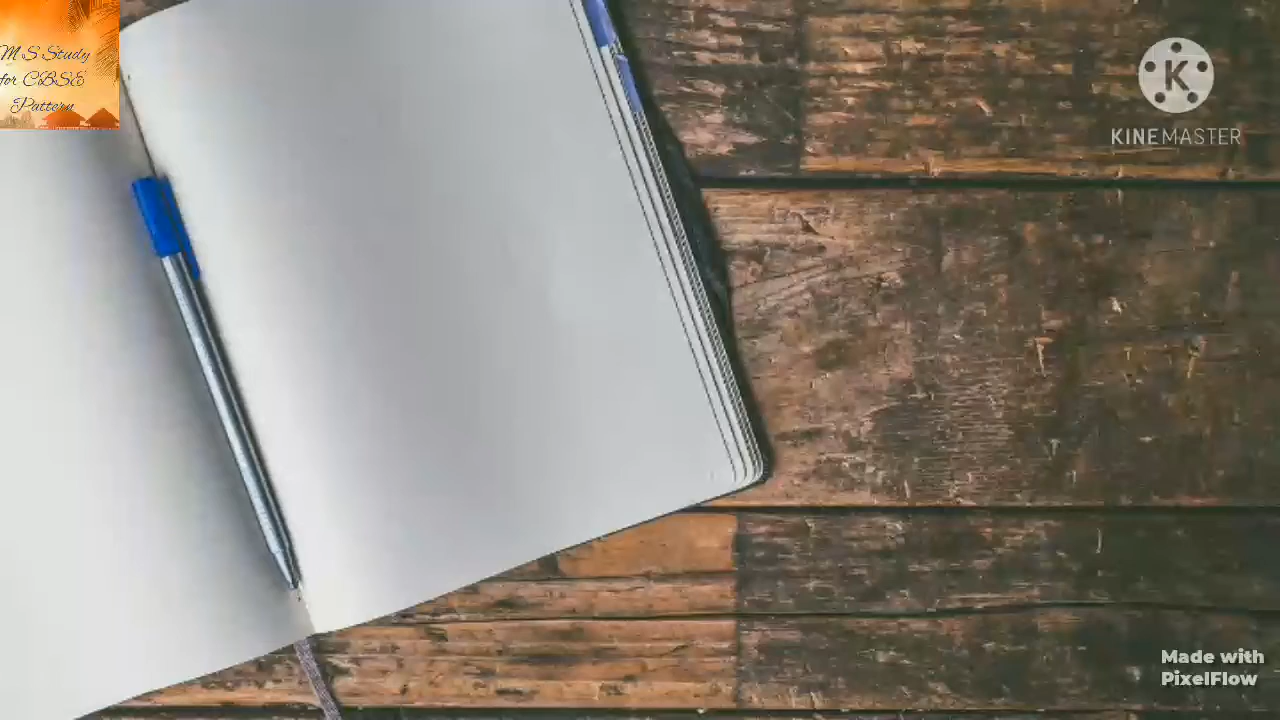 M S Study
for CBSE
Pattern
K
KINEMASTER
Made with
PixelFlow